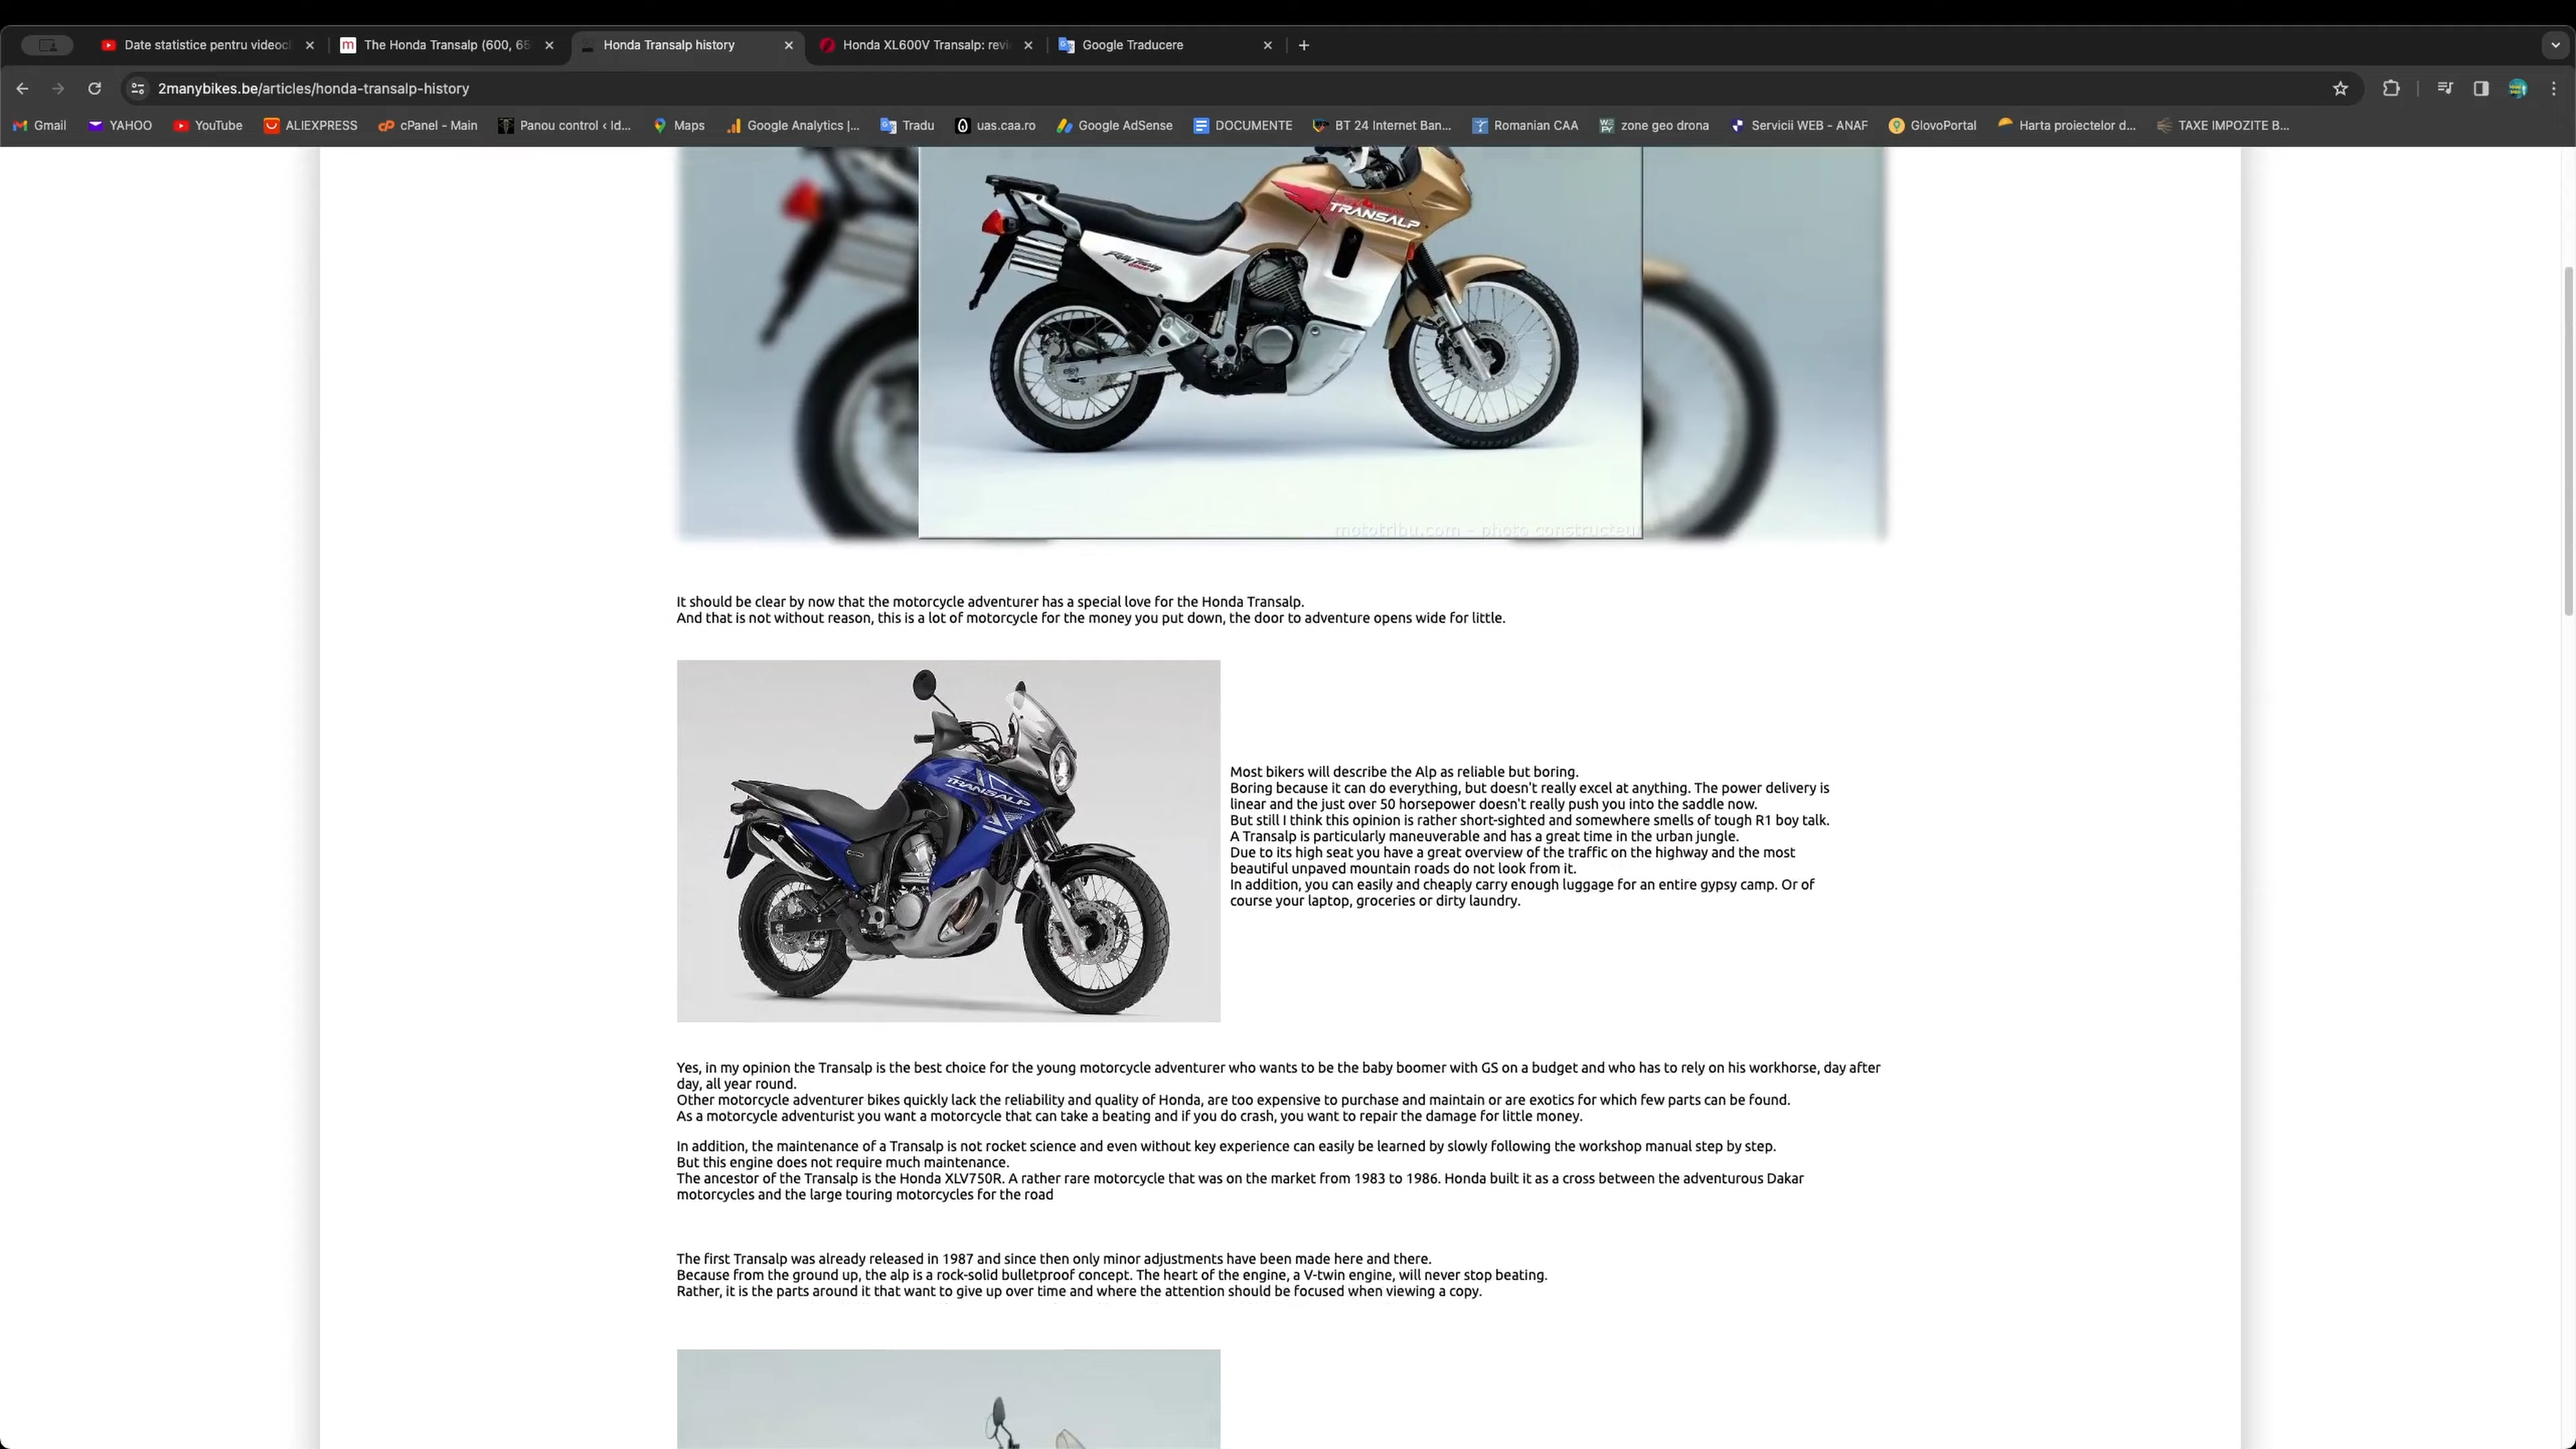 Date statistice pentru videocl
The Honda Transalp (600, 65
Honda Transalp history
Honda XL600V Transalp: revi
Google Traducere
2manybikes.be/articles/honda-transalp-history
Gmail
YAHOO
YouTube
ALIEXPRESS
cPanel - Main
Panou control ‹ Id...
Maps
Google Analytics |...
Tradu
uas.caa.ro
Google AdSense
DOCUMENTE
BT 24 Internet Ban...
Romanian CAA
zone geo drona
Servicii WEB - ANAF
GlovoPortal
Harta proiectelor d...
TAXE IMPOZITE B...
TRANSALP
mototribu.com - photo constructeur
It should be clear by now that the motorcycle adventurer has a special love for the Honda Transalp.
And that is not without reason, this is a lot of motorcycle for the money you put down, the door to adventure opens wide for little.
TRANSALP
Most bikers will describe the Alp as reliable but boring.
Boring because it can do everything, but doesn't really excel at anything. The power delivery is
linear and the just over 50 horsepower doesn't really push you into the saddle now.
But still I think this opinion is rather short-sighted and somewhere smells of tough R1 boy talk.
A Transalp is particularly maneuverable and has a great time in the urban jungle.
Due to its high seat you have a great overview of the traffic on the highway and the most
beautiful unpaved mountain roads do not look from it.
In addition, you can easily and cheaply carry enough luggage for an entire gypsy camp. Or of
course your laptop, groceries or dirty laundry.
Yes, in my opinion the Transalp is the best choice for the young motorcycle adventurer who wants to be the baby boomer with GS on a budget and who has to rely on his workhorse, day after
day, all year round.
Other motorcycle adventurer bikes quickly lack the reliability and quality of Honda, are too expensive to purchase and maintain or are exotics for which few parts can be found.
As a motorcycle adventurist you want a motorcycle that can take a beating and if you do crash, you want to repair the damage for little money.
In addition, the maintenance of a Transalp is not rocket science and even without key experience can easily be learned by slowly following the workshop manual step by step.
But this engine does not require much maintenance.
The ancestor of the Transalp is the Honda XLV750R. A rather rare motorcycle that was on the market from 1983 to 1986. Honda built it as a cross between the adventurous Dakar
motorcycles and the large touring motorcycles for the road
The first Transalp was already released in 1987 and since then only minor adjustments have been made here and there.
Because from the ground up, the alp is a rock-solid bulletproof concept. The heart of the engine, a V-twin engine, will never stop beating.
Rather, it is the parts around it that want to give up over time and where the attention should be focused when viewing a copy.